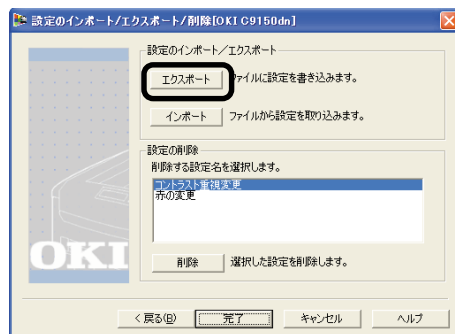 設定のインポート/エクスポート/削除[OKI C9150dn]
設定のインポート/エクスポート
エクスポート ファイルに設定を書き込みます。
インポート ファイルから設定を取り込みます。
設定の削除
削除する設定名を選択します。
コントラスト重視変更
赤の変更
OKI
削除 選択した設定を削除します。
< 戻る(B) 完了 キャンセル ヘルプ